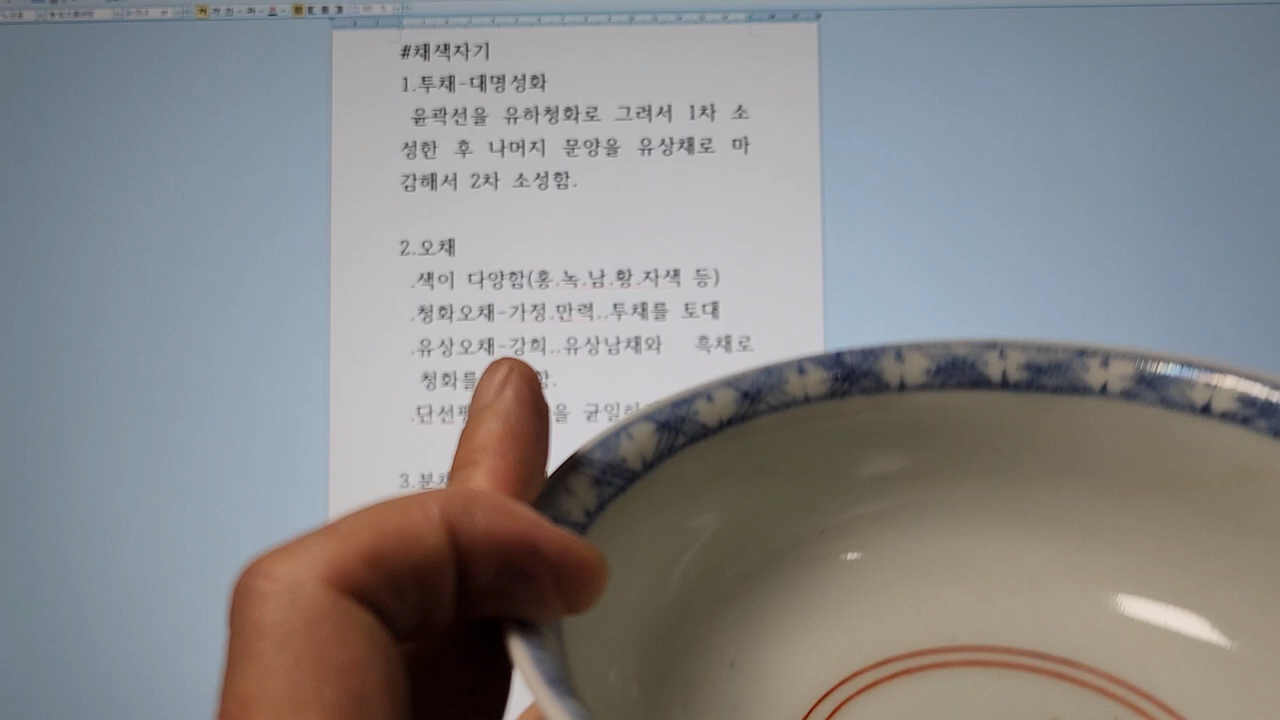 #채색자기
1.투채-대명성화
윤곽선을 유하청화로 그려서 1차 소
성한 후 나머지 문양을 유상채로 마
감해서 2차 소성함.
2.오채
.색이 다양함(홍.녹.남.황.자색 등)
.청화오채-가정.만력..투채를 토대
.유상오채-강희..유상남채와 흑채로
청화를
.단선평
3.분채